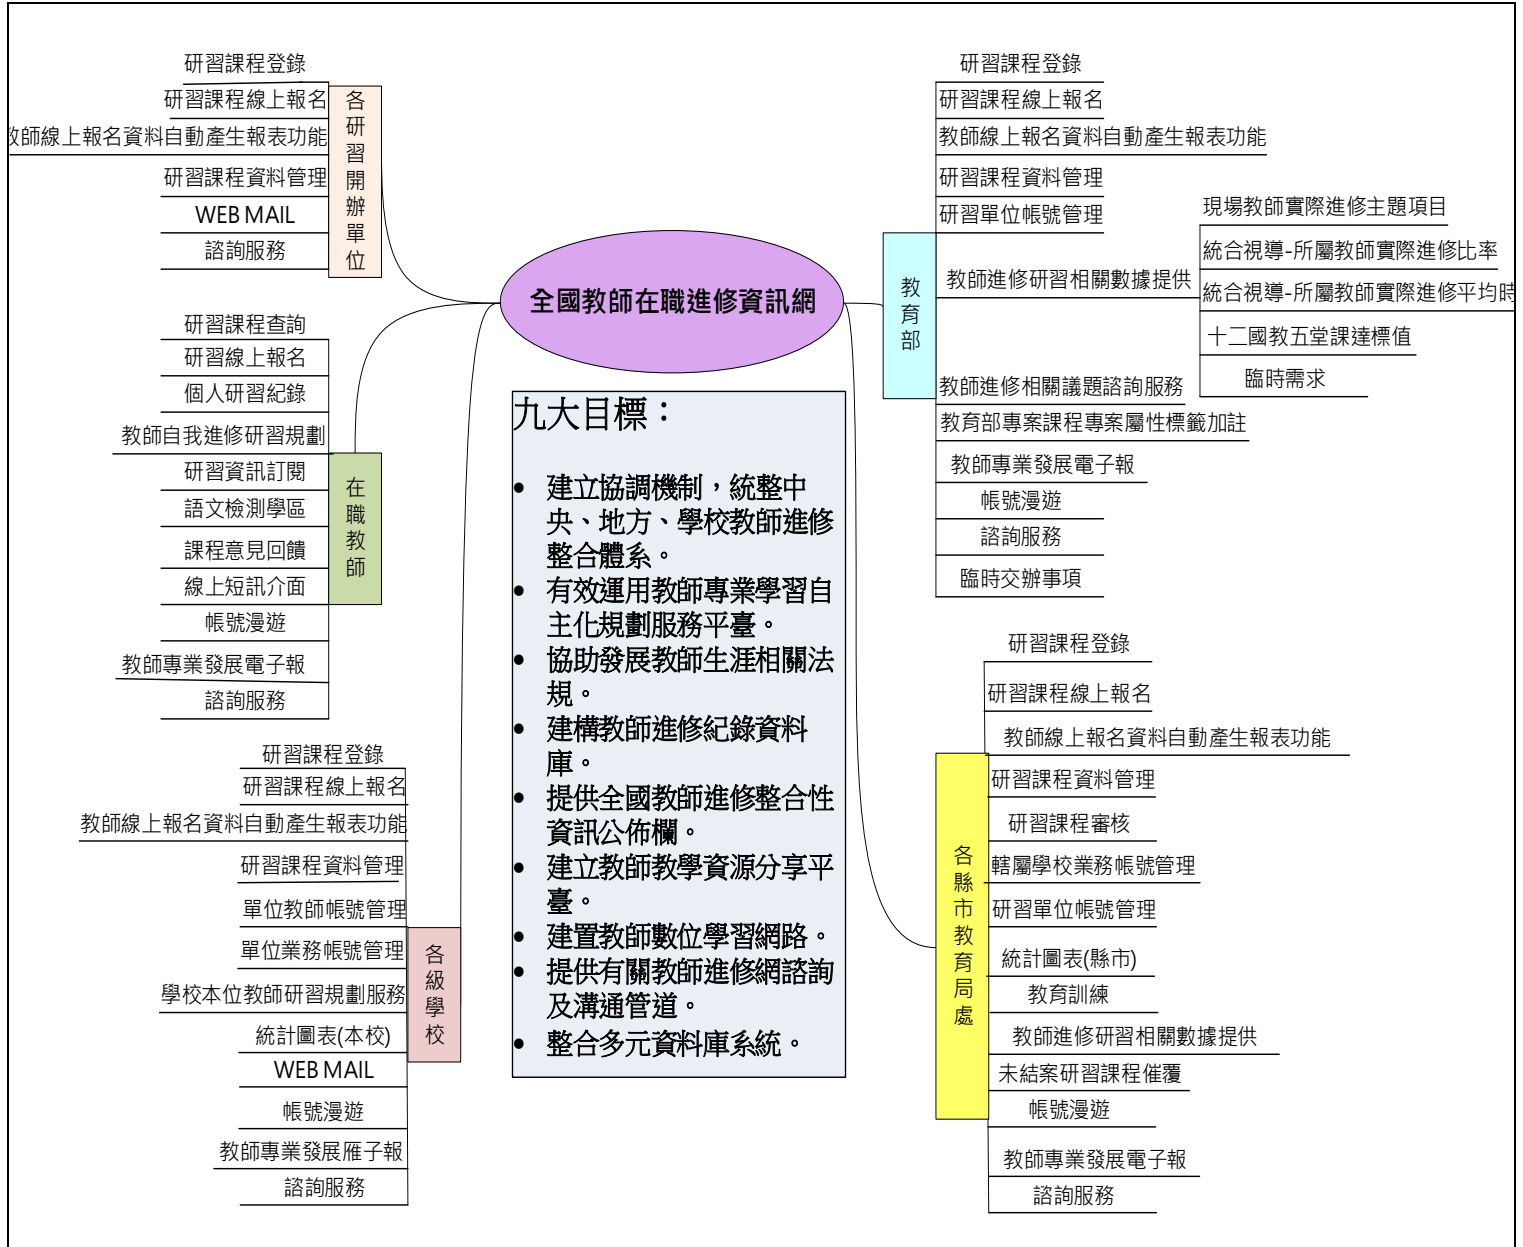 研習課程登錄
研習課程線上報名
教師線上報名資料自動產生報表功能
研習課程資料管理
WEB MAIL
諮詢服務
各研習開辦單位
研習課程查詢
研習線上報名
個人研習紀錄
教師自我進修研習規劃
研習資訊訂閱
語文檢測學區
課程意見回饋
線上短訊介面
帳號漫遊
教師專業發展電子報
諮詢服務
在職教師
研習課程登錄
研習課程線上報名
教師線上報名資料自動產生報表功能
研習課程資料管理
單位教師帳號管理
單位業務帳號管理
學校本位教師研習規劃服務
統計圖表(本校)
WEB MAIL
帳號漫遊
教師專業發展雁子報
諮詢服務
各級學校
全國教師在職進修資訊網
九大目標：
• 建立協調機制，統整中
央、地方、學校教師進修
整合體系。
• 有效運用教師專業學習自
主化規劃服務平臺。
• 協助發展教師生涯相關法
規。
• 建構教師進修紀錄資料
庫。
• 提供全國教師進修整合性
資訊公佈欄。
• 建立教師教學資源分享平
臺。
• 建置教師數位學習網路。
• 提供有關教師進修網諮詢
及溝通管道。
• 整合多元資料庫系統。
教育部
研習課程登錄
研習課程線上報名
教師線上報名資料自動產生報表功能
研習課程資料管理
研習單位帳號管理
教師進修研習相關數據提供
現場教師實際進修主題項目
統合視導-所屬教師實際進修比率
統合視導-所屬教師實際進修平均時
十二國教五堂課達標值
臨時需求
教師進修相關議題諮詢服務
教育部專案課程專案屬性標籤加註
教師專業發展電子報
帳號漫遊
諮詢服務
臨時交辦事項
各縣市教育局處
研習課程登錄
研習課程線上報名
教師線上報名資料自動產生報表功能
研習課程資料管理
研習課程審核
轄屬學校業務帳號管理
研習單位帳號管理
統計圖表(縣市)
教育訓練
教師進修研習相關數據提供
未結案研習課程催覆
帳號漫遊
教師專業發展電子報
諮詢服務